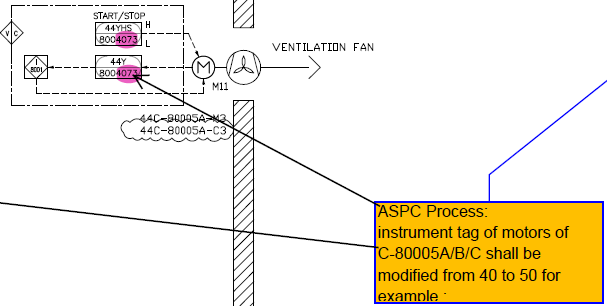 START/STOP
44YHS
H
8004073
L
V C
44Y
8004073
I
8001
M
M11
VENTILATION FAN
44C-80005A-M3
44C-80005A-C3
ASPC Process:
instrument tag of motors of
C-80005A/B/C shall be
modified from 40 to 50 for
example :